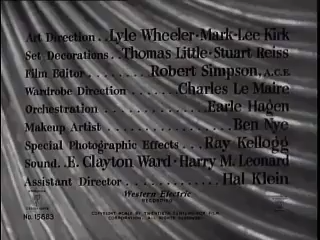 Art Direction . . Lyle Wheeler · Mark-Lee Kirk
Set Decorations . . Thomas Little · Stuart Reiss
Film Editor . . . . . . . . Robert Simpson, A.C.E.
Wardrobe Direction . . . . . . Charles Le Maire
Orchestration . . . . . . . . . . . . Earle Hagen
Makeup Artist . . . . . . . . . . . . . . Ben Nye
Special Photographic Effects . . . Ray Kellogg
Sound . . E. Clayton Ward · Harry M. Leonard
Assistant Director . . . . . . . . . . . Hal Klein
Western Electric
RECORDING
No. 15883